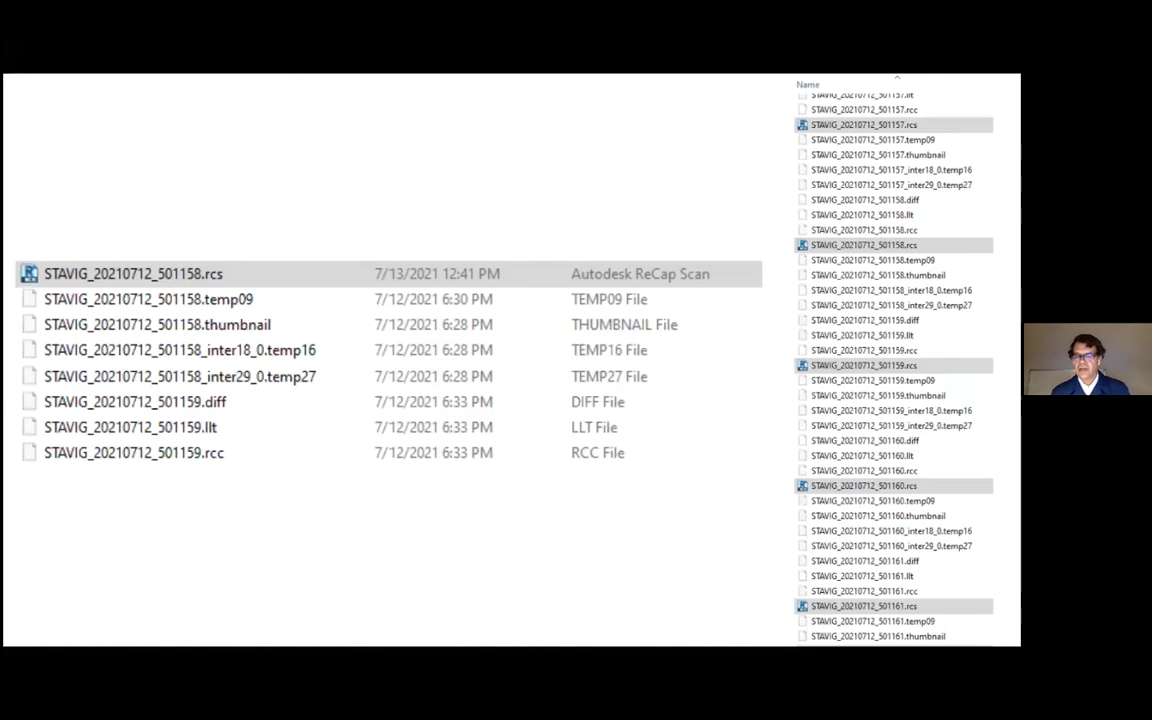 STAVIG_20210712_501158.rcs 7/13/2021 12:41 PM Autodesk ReCap Scan
STAVIG_20210712_501158.temp09 7/12/2021 6:30 PM TEMP09 File
STAVIG_20210712_501158.thumbnail 7/12/2021 6:28 PM THUMBNAIL File
STAVIG_20210712_501158_inter18_0.temp16 7/12/2021 6:28 PM TEMP16 File
STAVIG_20210712_501158_inter29_0.temp27 7/12/2021 6:28 PM TEMP27 File
STAVIG_20210712_501159.diff 7/12/2021 6:33 PM DIFF File
STAVIG_20210712_501159.llt 7/12/2021 6:33 PM LLT File
STAVIG_20210712_501159.rcc 7/12/2021 6:33 PM RCC File
Name
STAVIG_20210712_501157.llt
STAVIG_20210712_501157.rcc
STAVIG_20210712_501157.rcs
STAVIG_20210712_501157.temp09
STAVIG_20210712_501157.thumbnail
STAVIG_20210712_501157_inter18_0.temp16
STAVIG_20210712_501157_inter29_0.temp27
STAVIG_20210712_501158.diff
STAVIG_20210712_501158.llt
STAVIG_20210712_501158.rcc
STAVIG_20210712_501158.rcs
STAVIG_20210712_501158.temp09
STAVIG_20210712_501158.thumbnail
STAVIG_20210712_501158_inter18_0.temp16
STAVIG_20210712_501158_inter29_0.temp27
STAVIG_20210712_501159.diff
STAVIG_20210712_501159.llt
STAVIG_20210712_501159.rcc
STAVIG_20210712_501159.rcs
STAVIG_20210712_501159.temp09
STAVIG_20210712_501159.thumbnail
STAVIG_20210712_501159_inter18_0.temp16
STAVIG_20210712_501159_inter29_0.temp27
STAVIG_20210712_501160.diff
STAVIG_20210712_501160.llt
STAVIG_20210712_501160.rcc
STAVIG_20210712_501160.rcs
STAVIG_20210712_501160.temp09
STAVIG_20210712_501160.thumbnail
STAVIG_20210712_501160_inter18_0.temp16
STAVIG_20210712_501160_inter29_0.temp27
STAVIG_20210712_501161.diff
STAVIG_20210712_501161.llt
STAVIG_20210712_501161.rcc
STAVIG_20210712_501161.rcs
STAVIG_20210712_501161.temp09
STAVIG_20210712_501161.thumbnail